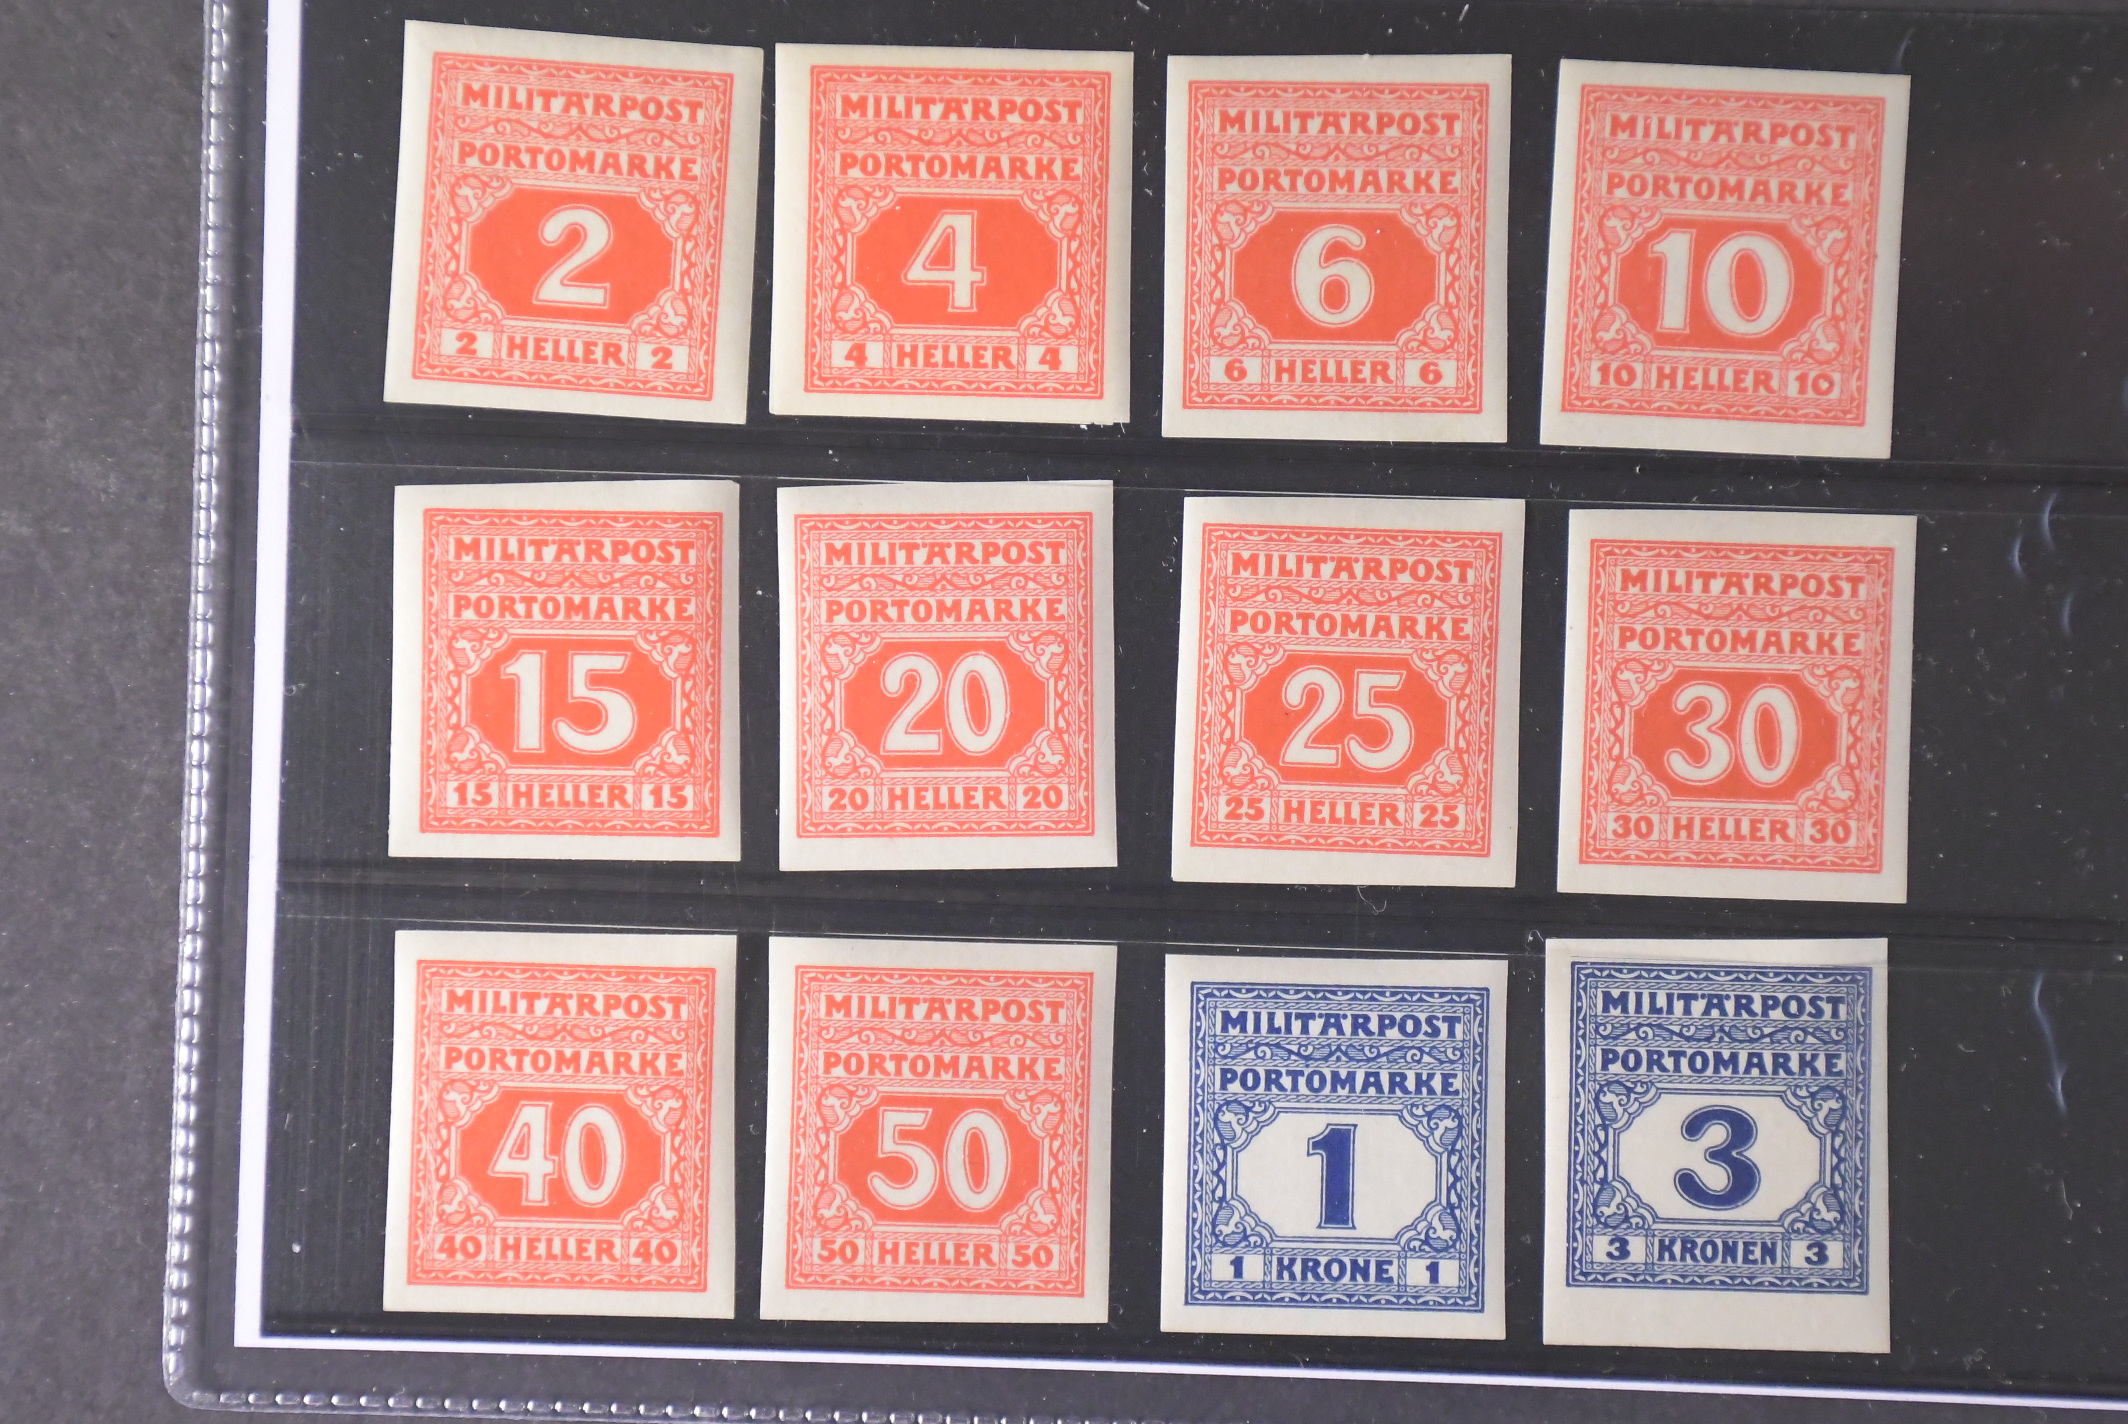 MILITÄRPOST
PORTOMARKE
2
2 HELLER 2
MILITÄRPOST
PORTOMARKE
4
4 HELLER 4
MILITÄRPOST
PORTOMARKE
6
6 HELLER 6
MILITÄRPOST
PORTOMARKE
10
10 HELLER 10
MILITÄRPOST
PORTOMARKE
15
15 HELLER 15
MILITÄRPOST
PORTOMARKE
20
20 HELLER 20
MILITÄRPOST
PORTOMARKE
25
25 HELLER 25
MILITÄRPOST
PORTOMARKE
30
30 HELLER 30
MILITÄRPOST
PORTOMARKE
40
40 HELLER 40
MILITÄRPOST
PORTOMARKE
50
50 HELLER 50
MILITÄRPOST
PORTOMARKE
1
1 KRONE 1
MILITÄRPOST
PORTOMARKE
3
3 KRONEN 3